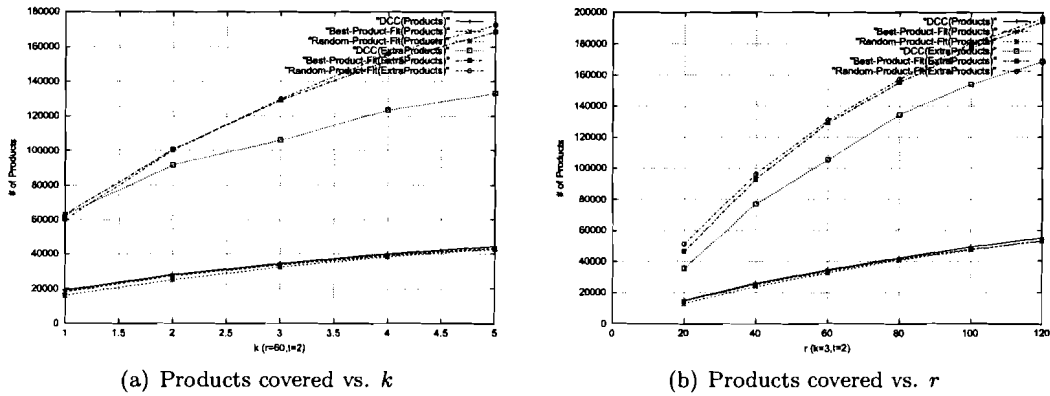 180000
160000
140000
120000
100000
80000
60000
40000
20000
0
# of Products
"DCC(Products)"
"Best-Product-Fit(Products)"
"Random-Product-Fit(Products)"
"DCC(ExtraProducts)"
"Best-Product-Fit(ExtraProducts)"
"Random-Product-Fit(ExtraProducts)"
1 1.5 2 2.5 3 3.5 4 4.5 5
k (r=60,t=2)
(a) Products covered vs. k
200000
180000
160000
140000
120000
100000
80000
60000
40000
20000
0
# of Products
"DCC(Products)"
"Best-Product-Fit(Products)"
"Random-Product-Fit(Products)"
"DCC(ExtraProducts)"
"Best-Product-Fit(ExtraProducts)"
"Random-Product-Fit(ExtraProducts)"
0 20 40 60 80 100 120
r (k=3,t=2)
(b) Products covered vs. r